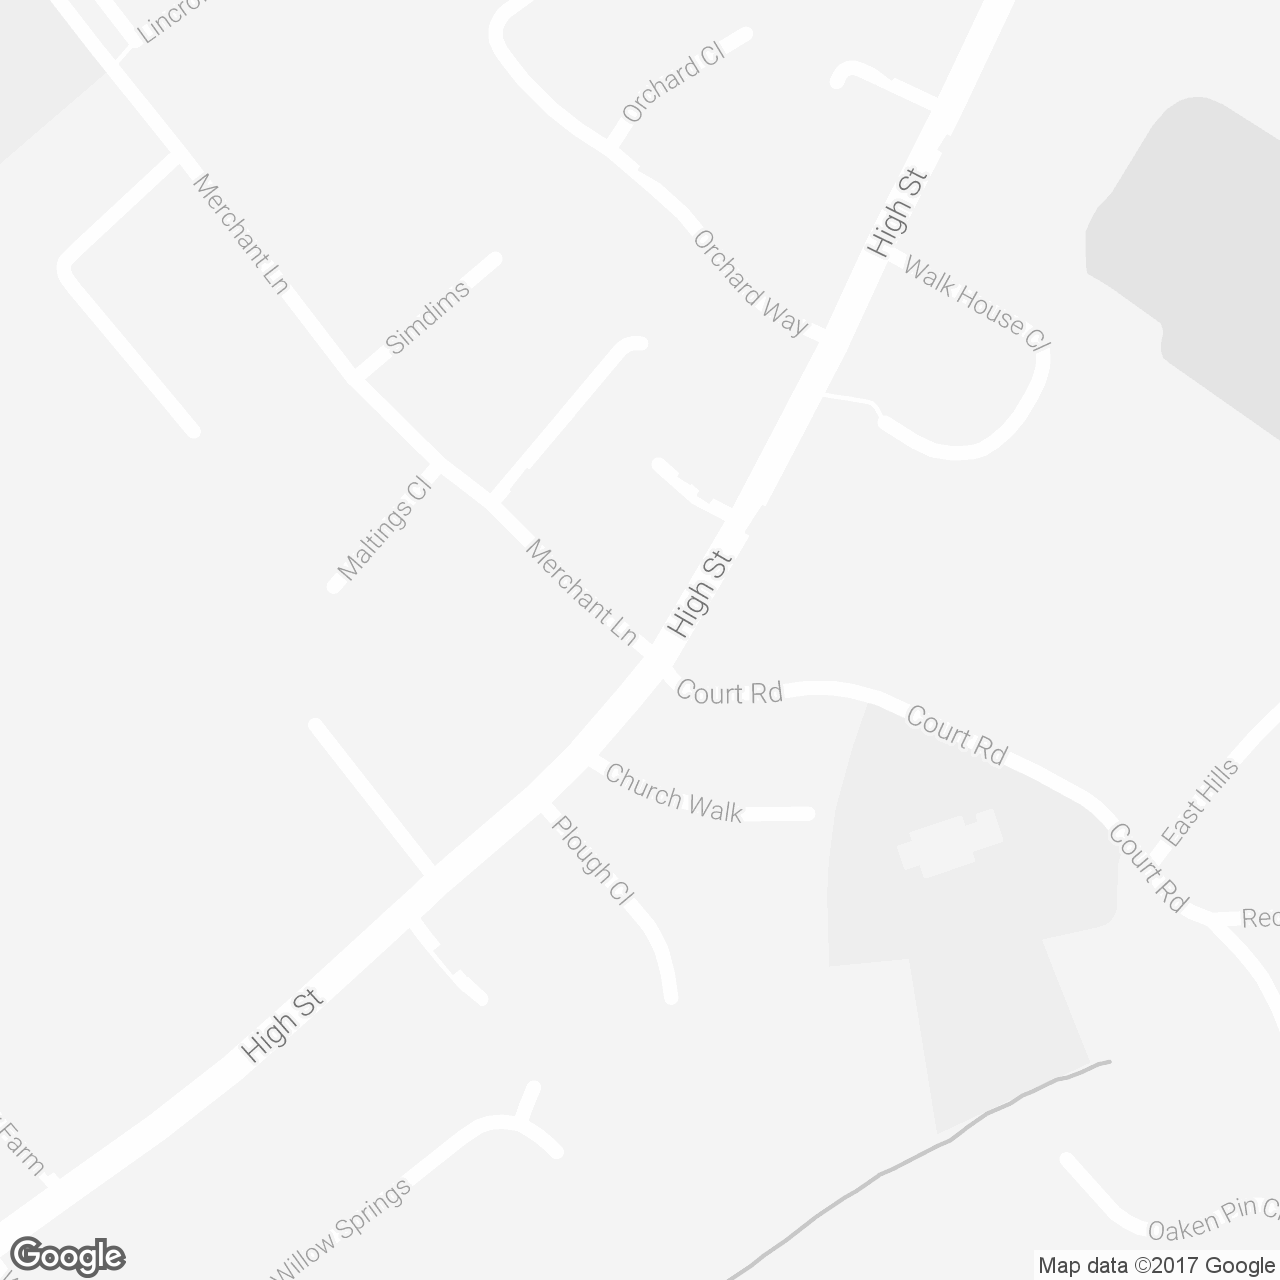 Orchard Cl
High St
Merchant Ln
Walk House Cl
Orchard Way
Simdims
Maltings Cl
Merchant Ln
High St
Court Rd
Court Rd
Church Walk
East Hills
Plough Cl
Court Rd
High St
Farm
Willow Springs
Oaken Pin
Google
Map data ©2017 Google